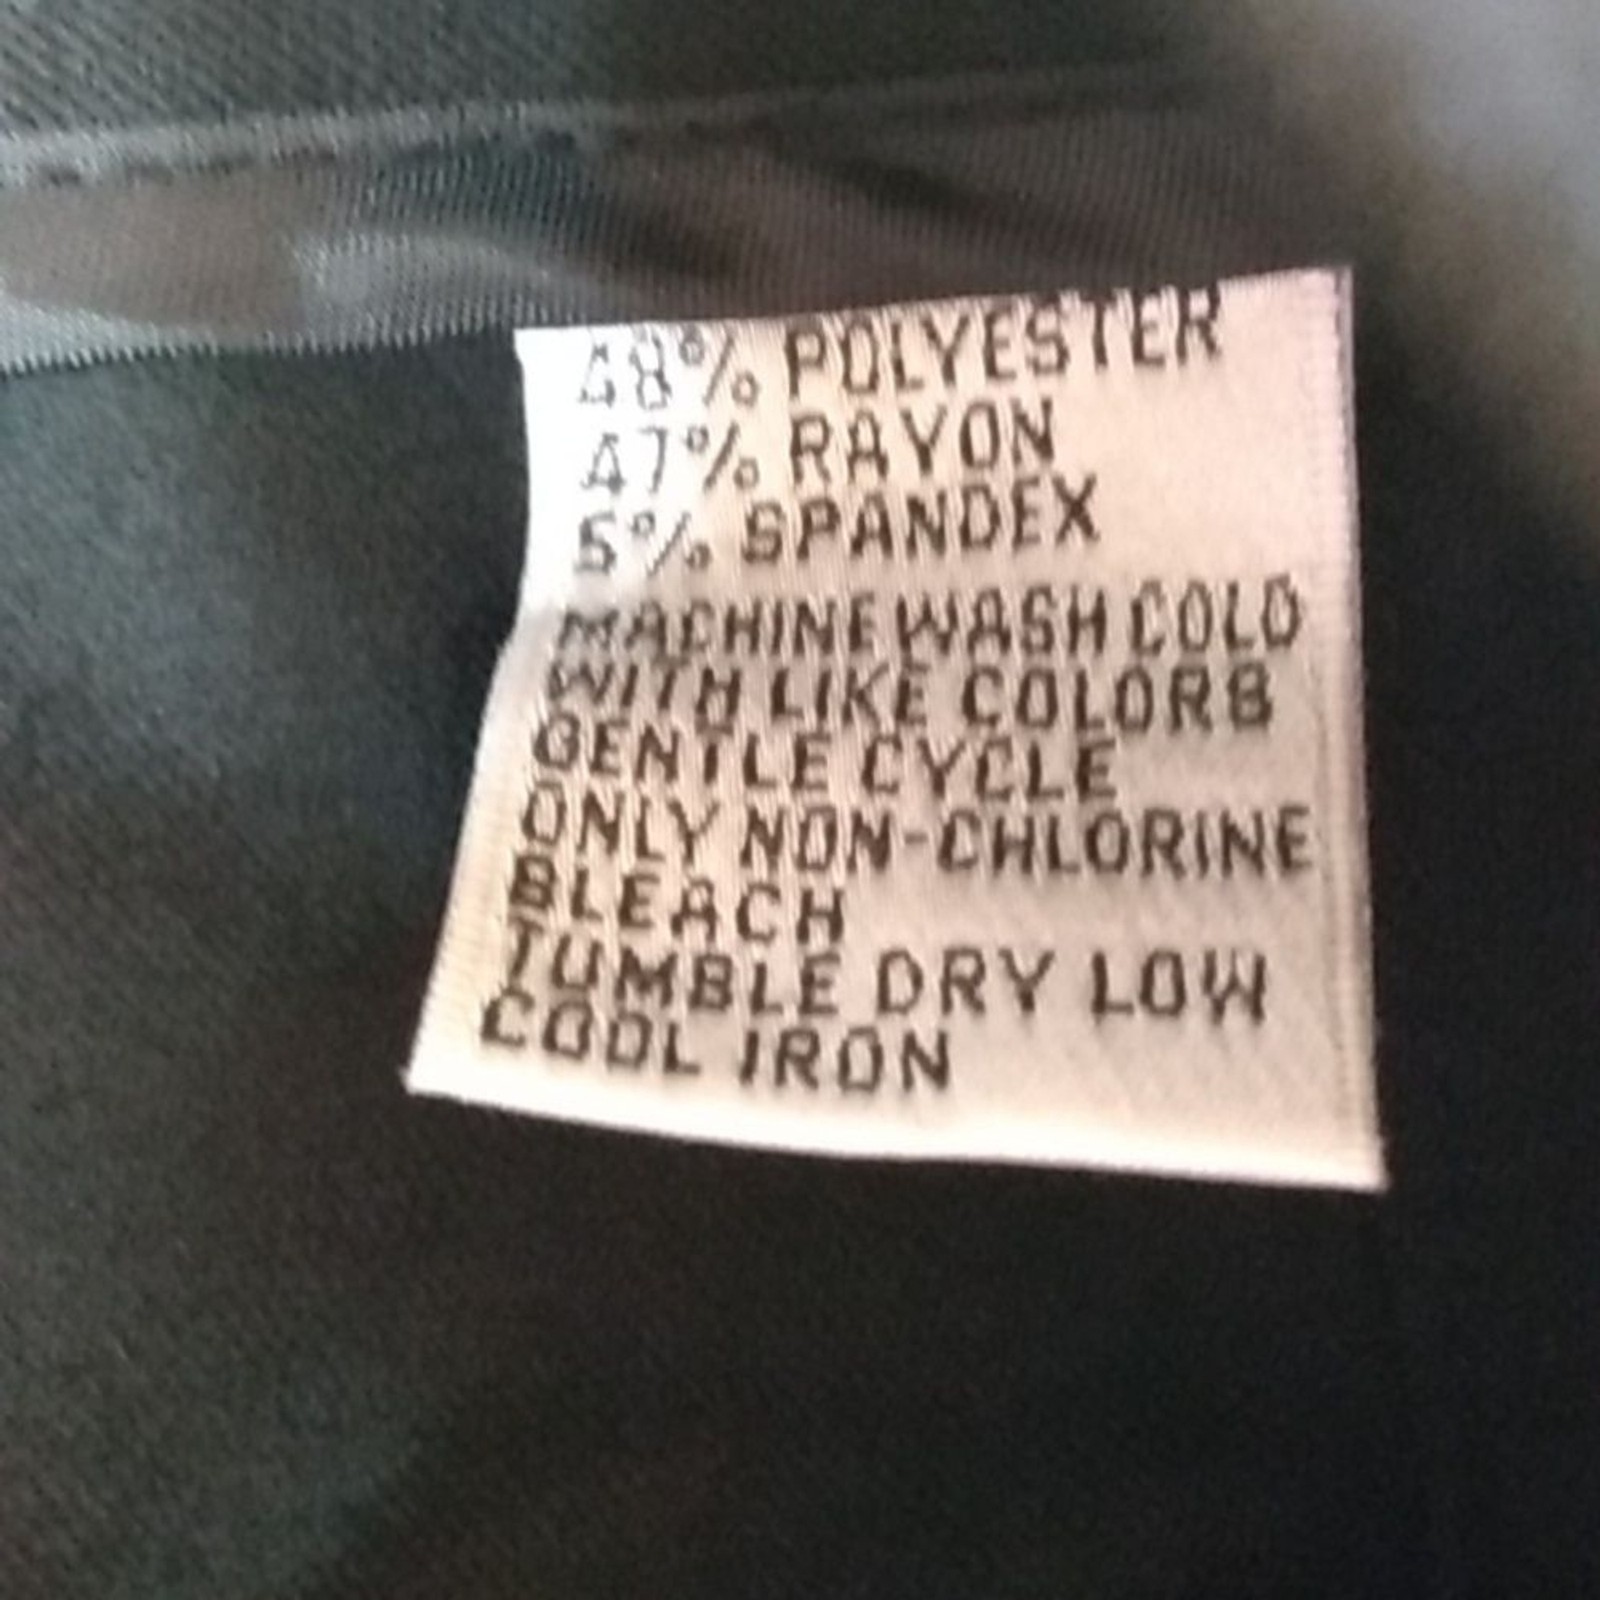 48% POLYESTER
47% RAYON
5% SPANDEX
MACHINE WASH COLD
WITH LIKE COLORS
GENTLE CYCLE
ONLY NON-CHLORINE
BLEACH
TUMBLE DRY LOW
COOL IRON